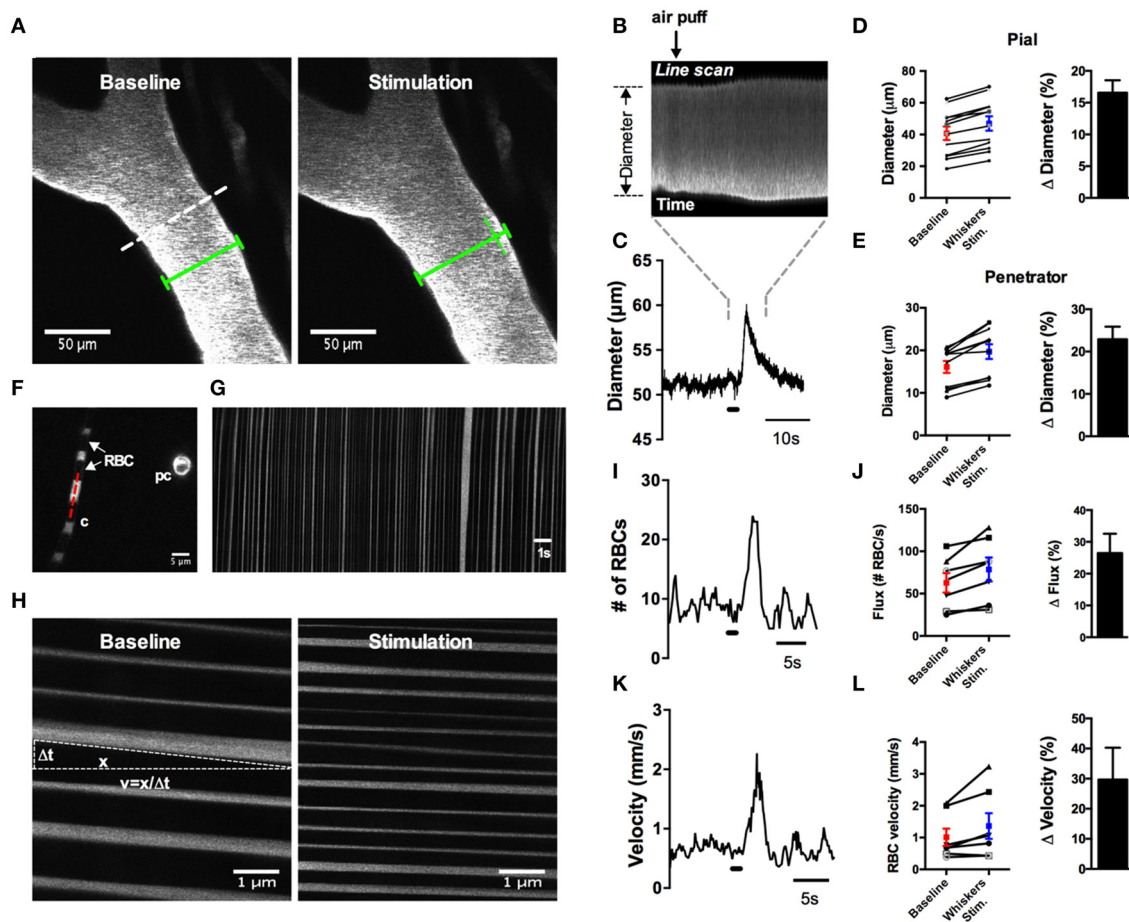 A
Baseline
50 µm
Stimulation
50 µm
B
air puff
Line scan
Diameter
Time
C
Diameter (µm)
65
60
55
50
45
10s
D
Pial
Diameter (µm)
80
60
40
20
0
Baseline
Whiskers
Stim.
Δ Diameter (%)
20
15
10
5
0
E
Penetrator
Diameter (µm)
30
20
10
0
Baseline
Whiskers
Stim.
Δ Diameter (%)
30
20
10
0
F
RBC
pc
c
5 µm
G
1s
H
Baseline
Δt
x
v=x/Δt
1 µm
Stimulation
1 µm
I
# of RBCs
30
20
10
0
5s
J
Flux (# RBC/s)
150
100
50
0
Baseline
Whiskers
Stim.
Δ Flux (%)
40
30
20
10
0
K
Velocity (mm/s)
3
2
1
0
5s
L
RBC velocity (mm/s)
4
3
2
1
0
Baseline
Whiskers
Stim.
Δ Velocity (%)
50
40
30
20
10
0